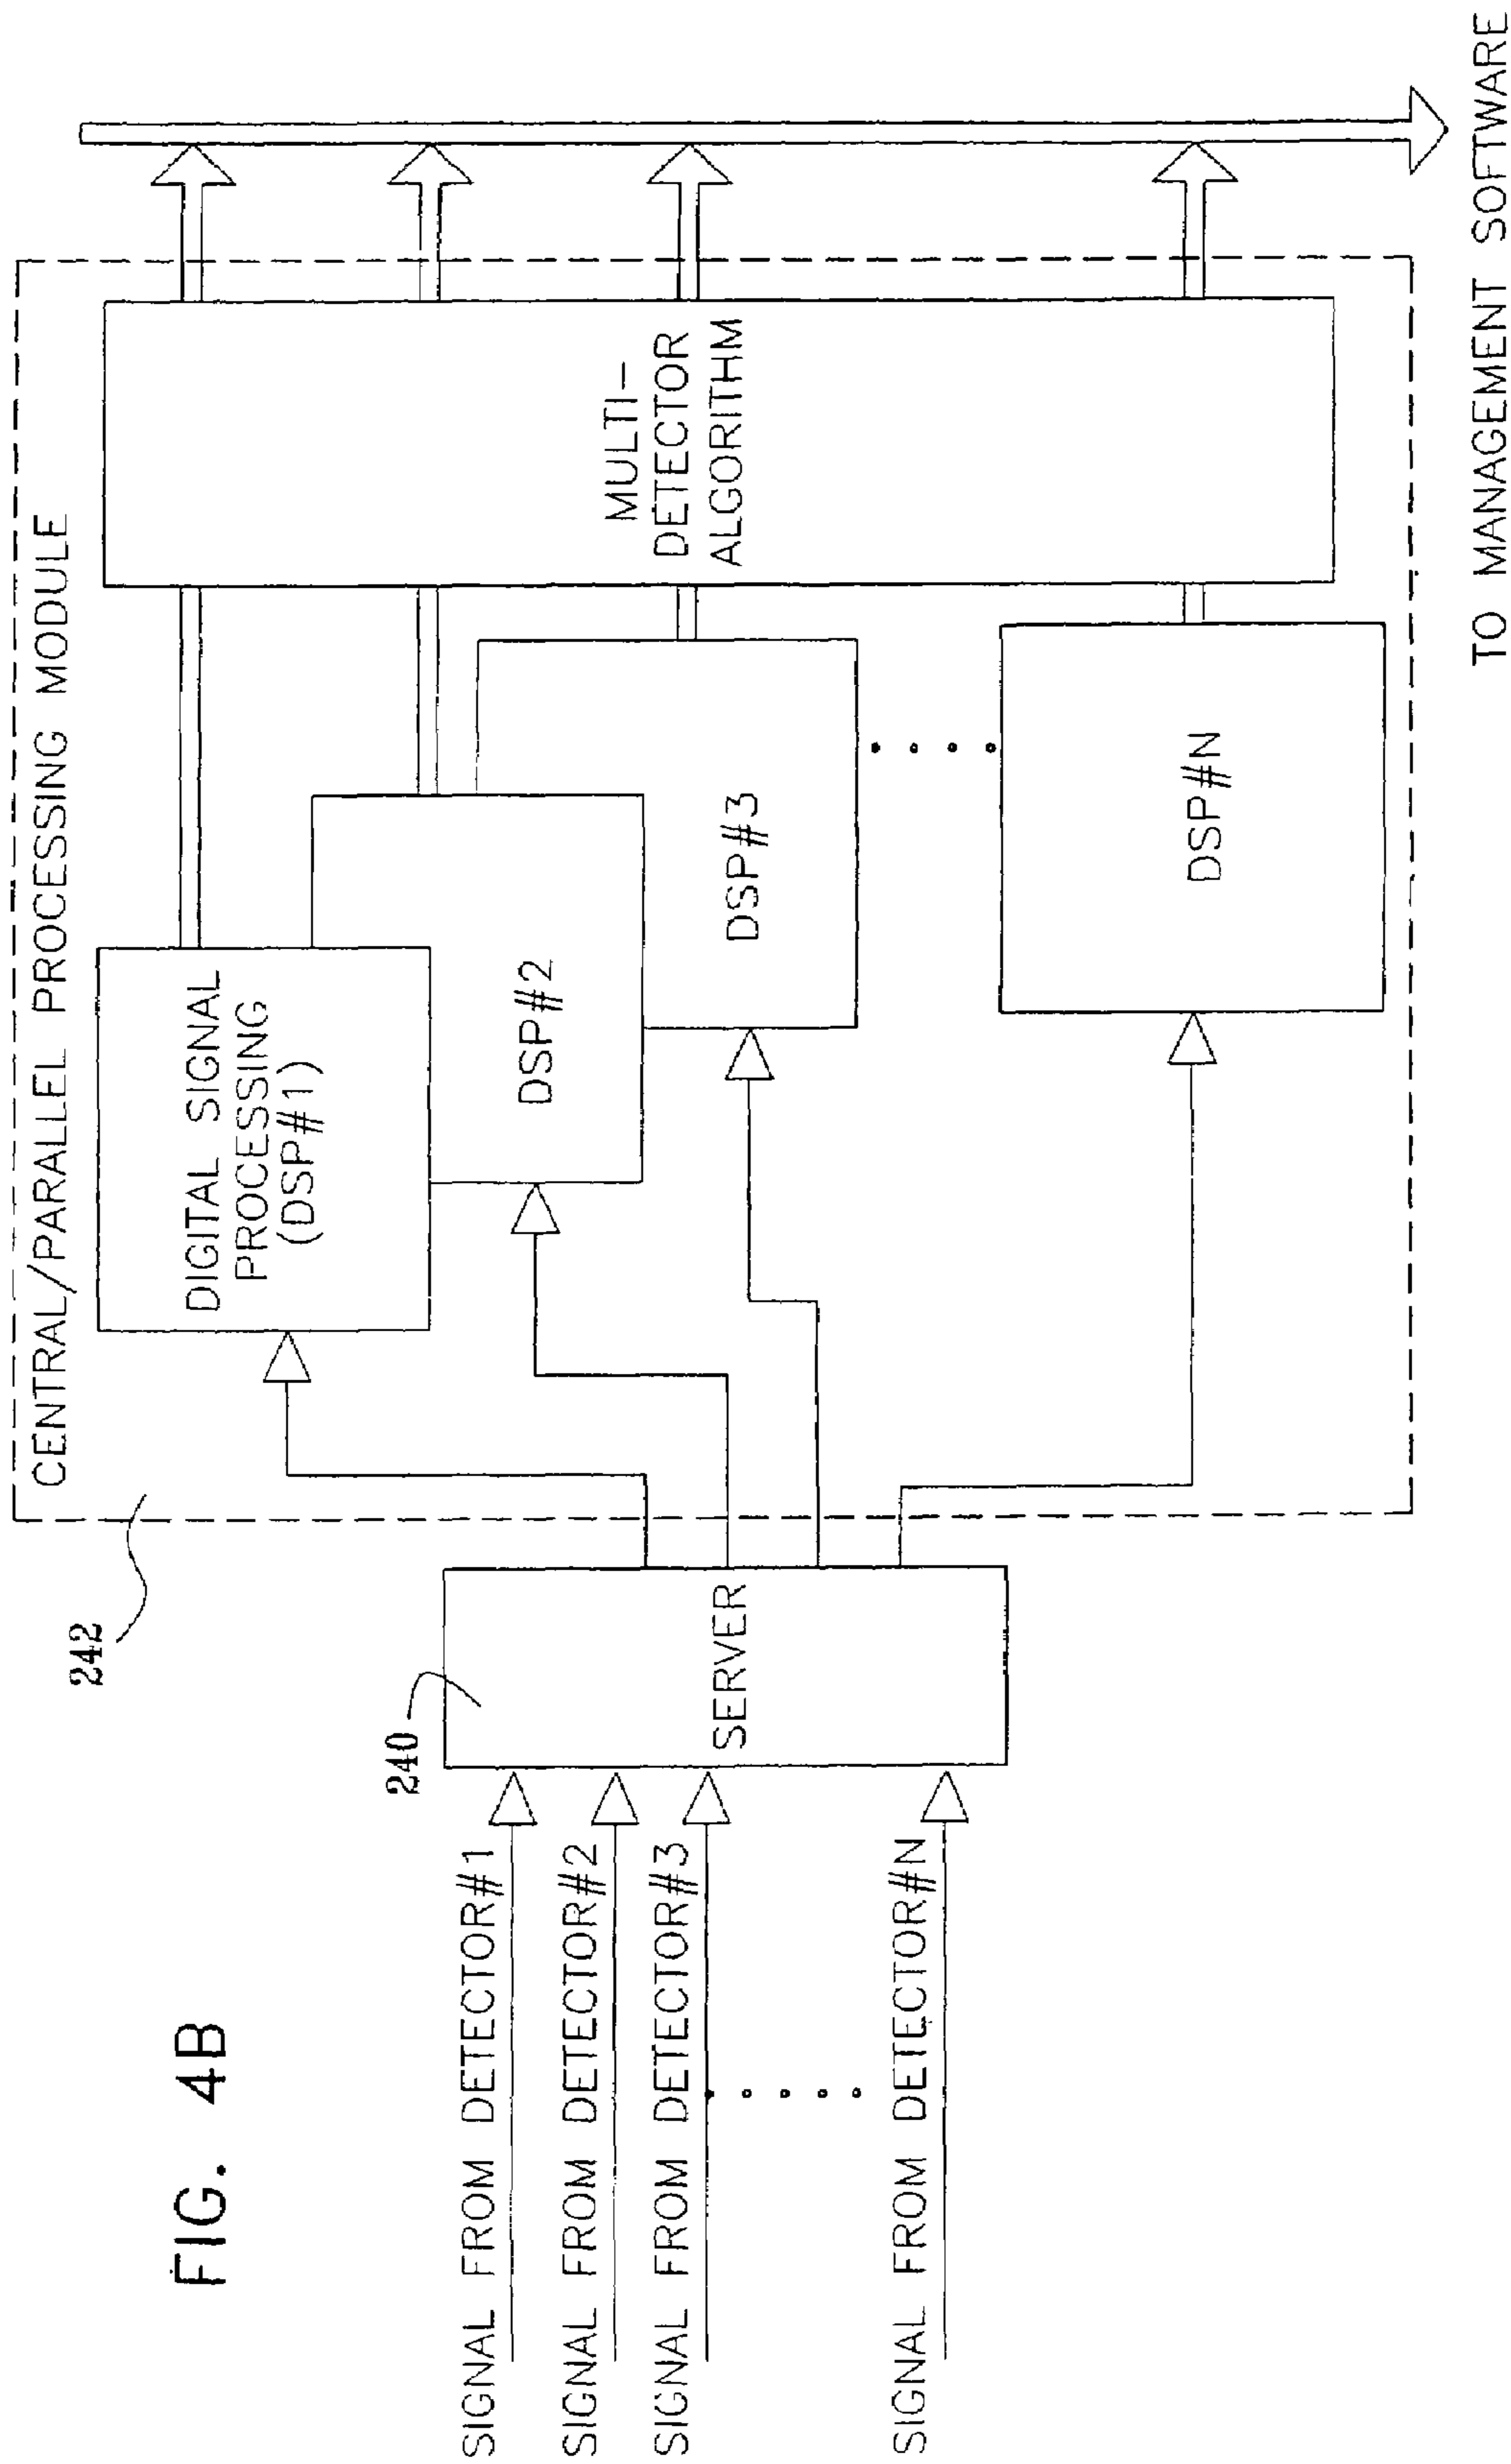 FIG. 4B
SIGNAL FROM DETECTOR#1
SIGNAL FROM DETECTOR#2
SIGNAL FROM DETECTOR#3
SIGNAL FROM DETECTOR#N
240
SERVER
242
CENTRAL/PARALLEL PROCESSING MODULE
DIGITAL SIGNAL
PROCESSING
(DSP#1)
DSP#2
DSP#3
DSP#N
MULTI-
DETECTOR
ALGORITHM
TO MANAGEMENT SOFTWARE